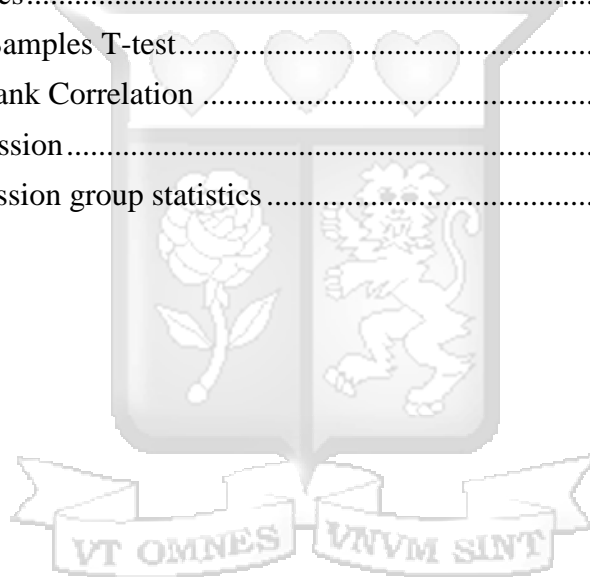 es..........................................................................
Samples T-test..........................................................
ank Correlation ......................................................
ssion......................................................................
ssion group statistics..............................................
VT OMNES VNVM SINT